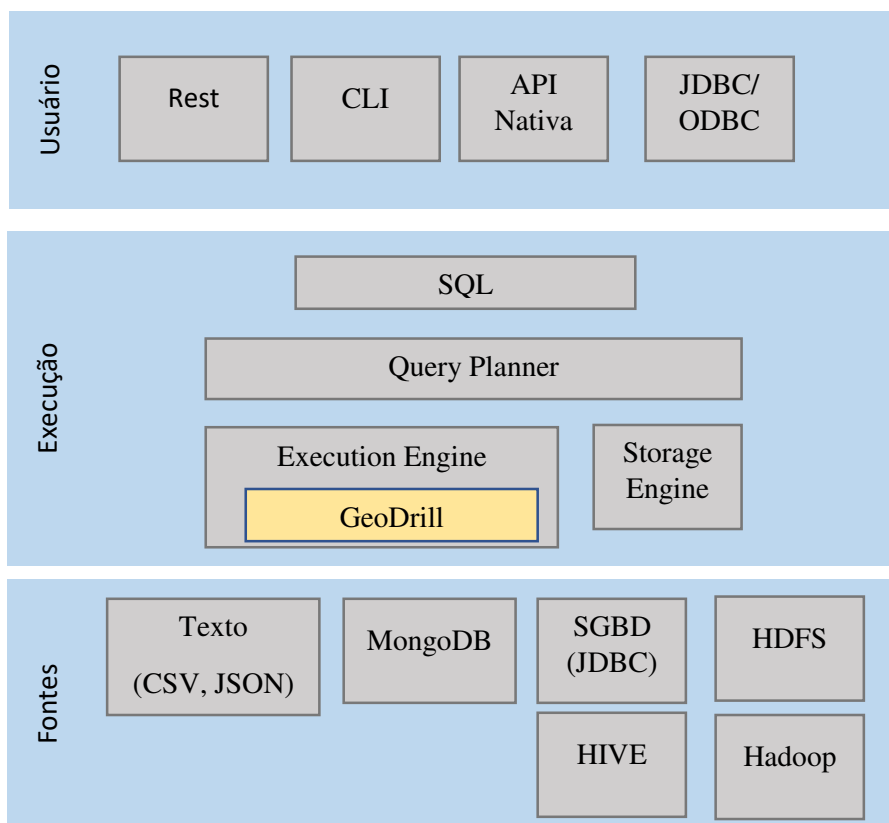 Usuário
Rest
CLI
API
Nativa
JDBC/
ODBC
Execução
SQL
Query Planner
Execution Engine
GeoDrill
Storage
Engine
Fontes
Texto
(CSV, JSON)
MongoDB
SGBD
(JDBC)
HDFS
HIVE
Hadoop